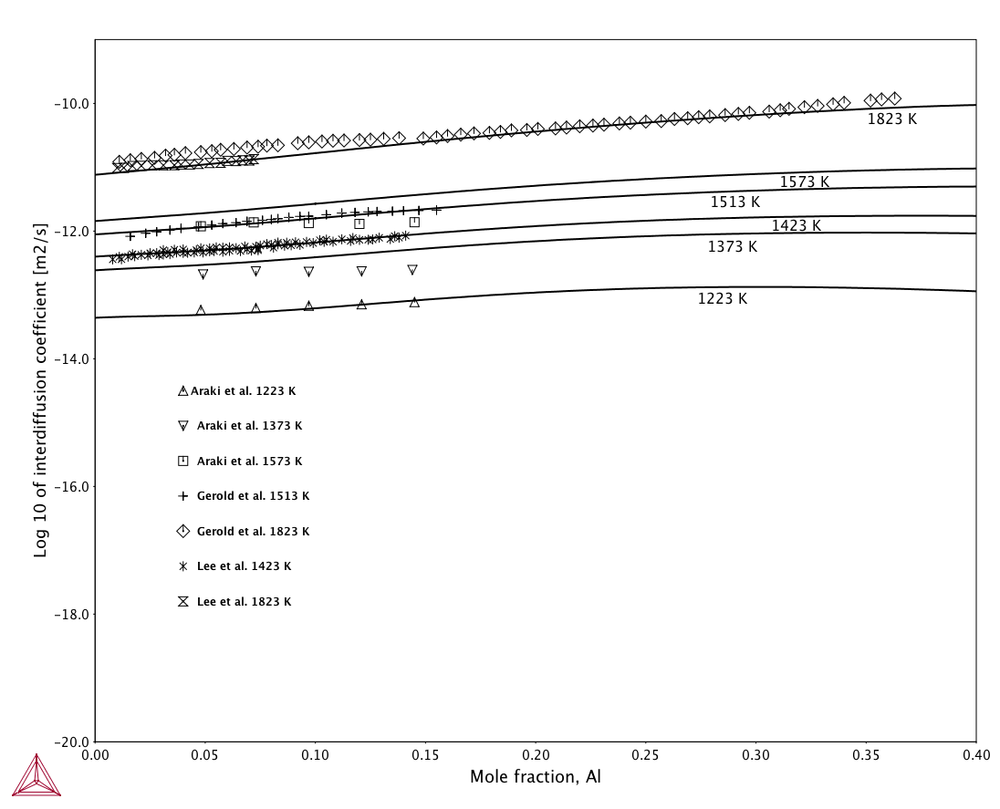 −10.0
1823 K
1573 K
1513 K
1423 K
−12.0
1373 K
1223 K
Log 10 of interdiffusion coefficient [m2/s]
−14.0
Araki et al. 1223 K
Araki et al. 1373 K
Araki et al. 1573 K
−16.0
Gerold et al. 1513 K
Gerold et al. 1823 K
Lee et al. 1423 K
Lee et al. 1823 K
−18.0
−20.0
0.00 0.05 0.10 0.15 0.20 0.25 0.30 0.35 0.40
Mole fraction, Al